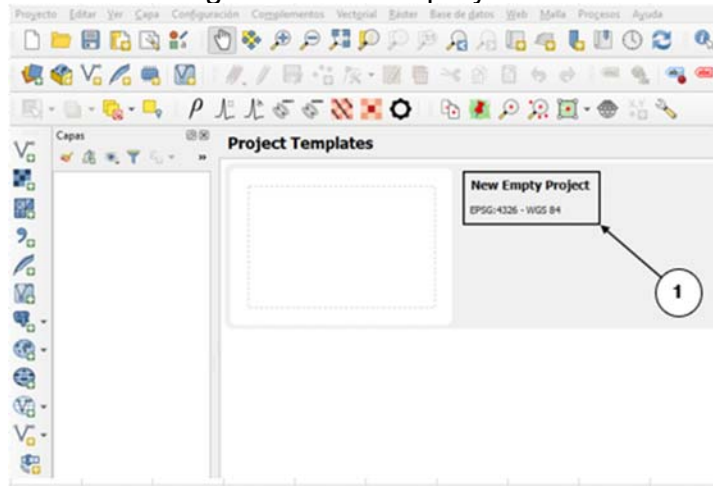 Proyecto Editar Ver Capa Configuración Complementos Vectorial Ráster Base de datos Web Malla Procesos Ayuda
Capas
Project Templates
New Empty Project
EPSG:4326 - WGS 84
1